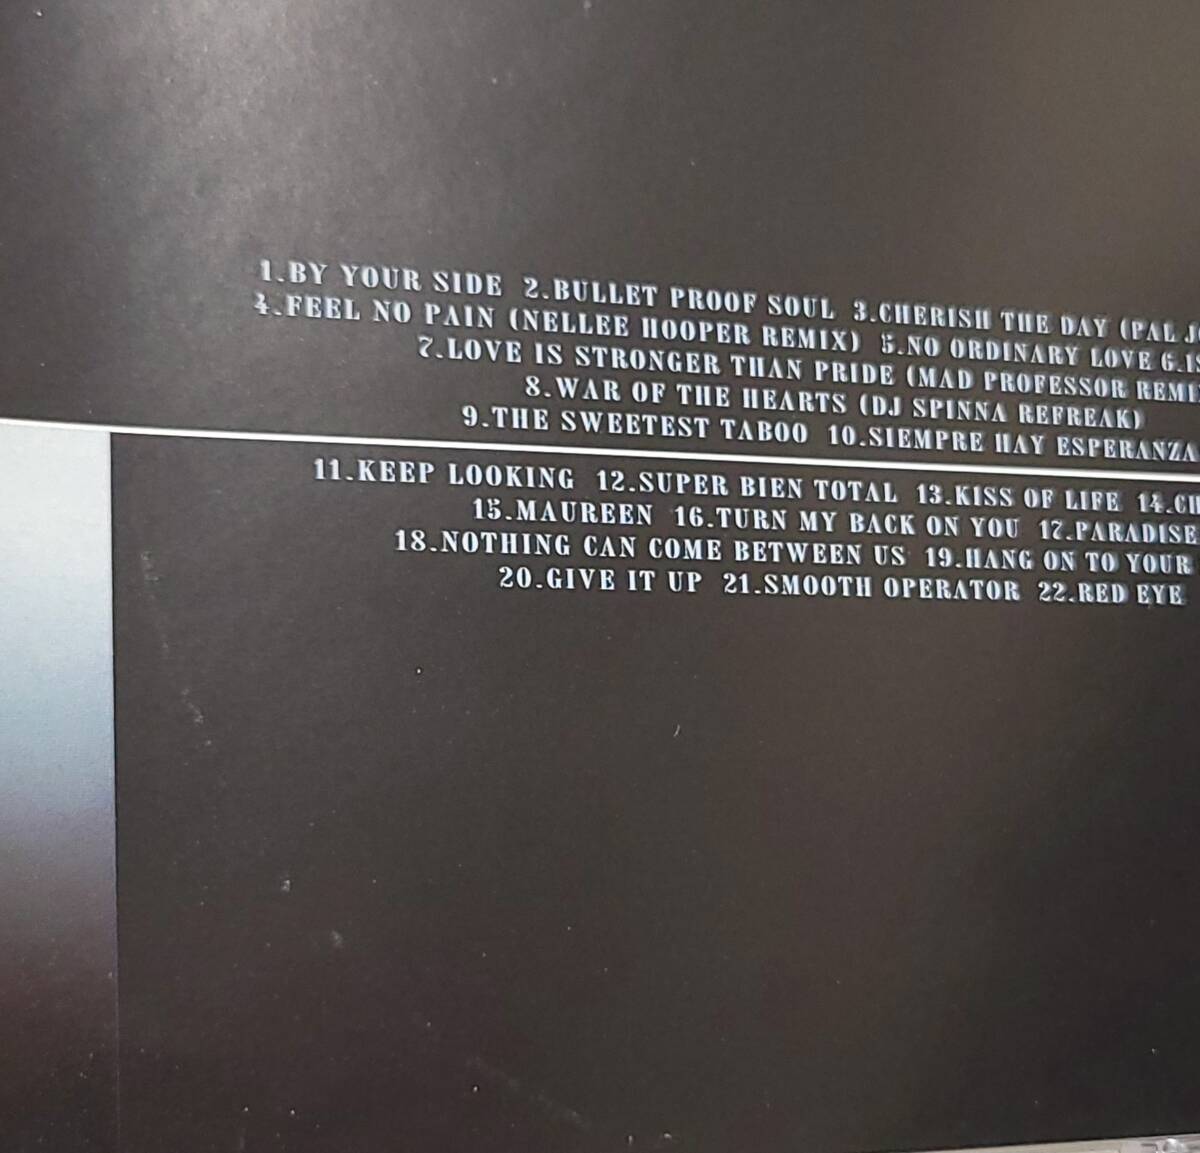 1.BY YOUR SIDE 2.BULLET PROOF SOUL 3.CHERISH THE DAY (PAL
4.FEEL NO PAIN (NELLEE HOOPER REMIX) 5.NO ORDINARY LOVE 6.
7.LOVE IS STRONGER THAN PRIDE (MAD PROFESSOR
8.WAR OF THE HEARTS (DJ SPINNA REFREAK)
9.THE SWEETEST TABOO 10.SIEMPRE HAY ESPERANZA
11.KEEP LOOKING 12.SUPER BIEN TOTAL 13.KISS OF LIFE 14.
15.MAUREEN 16.TURN MY BACK ON YOU 17.PARADISE
18.NOTHING CAN COME BETWEEN US 19.HANG ON TO YOUR
20.GIVE IT UP 21.SMOOTH OPERATOR 22.RED EYE